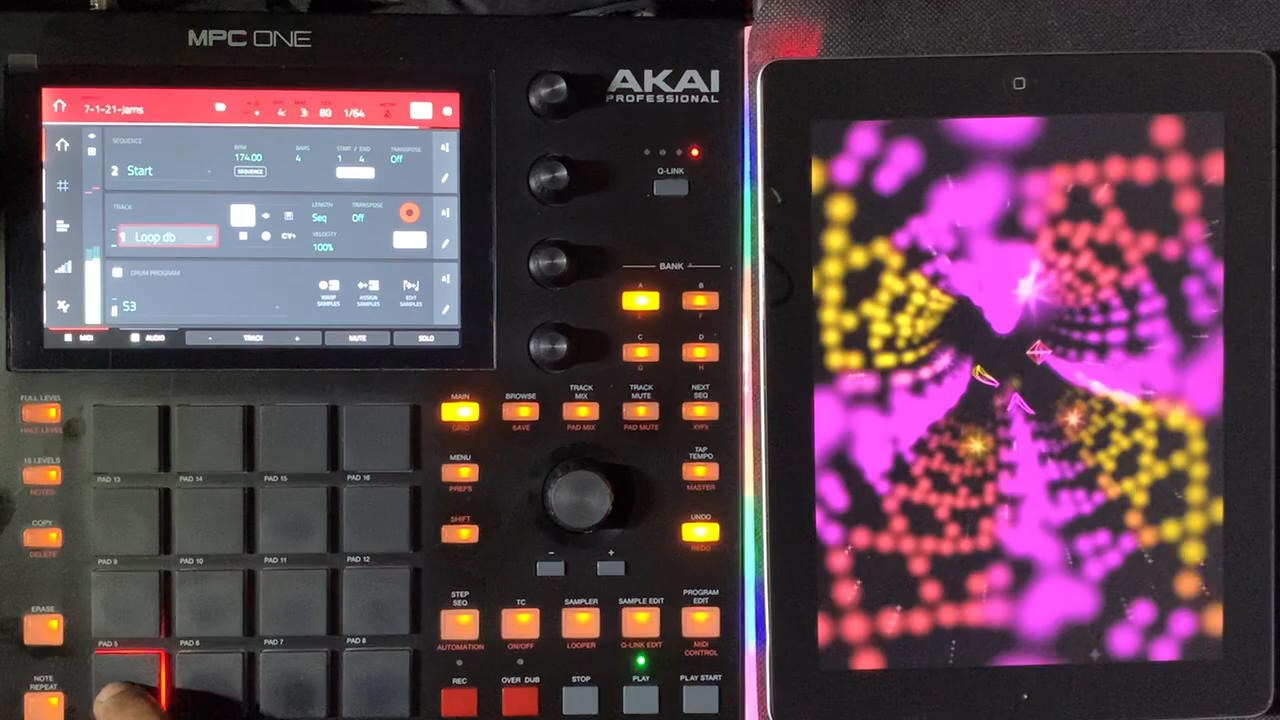 MPC ONE
AKAI
PROFESSIONAL
7-1-21-Jams
4: 3: 80 1/64
SEQUENCE
BPM
BARS
START / END
TRANSPOSE
2 Start
174.00
4
1 4
Off
SEQUENCE
TRACK
LENGTH
TRANSPOSE
Seq
Off
1 Loop db
VELOCITY
100%
DRUM PROGRAM
S3
WARP SAMPLES
ASSIGN SAMPLES
EDIT SAMPLES
MIDI
AUDIO
- TRACK +
MUTE
SOLO
Q-LINK
BANK
A
B
F
C
D
G
H
FULL LEVEL
HALF LEVEL
16 LEVELS
NOTES
COPY
DELETE
ERASE
NOTE REPEAT
PAD 13
PAD 14
PAD 15
PAD 16
PAD 9
PAD 10
PAD 11
PAD 12
PAD 5
PAD 6
PAD 7
PAD 8
MAIN
GRID
BROWSE
SAVE
TRACK MIX
PAD MIX
TRACK MUTE
PAD MUTE
NEXT SEQ
XYFX
MENU
PREFS
TAP TEMPO
MASTER
SHIFT
UNDO
REDO
-
+
STEP SEQ
AUTOMATION
TC
ON/OFF
SAMPLER
LOOPER
SAMPLE EDIT
Q-LINK EDIT
PROGRAM EDIT
MIDI CONTROL
REC
OVER DUB
STOP
PLAY
PLAY START